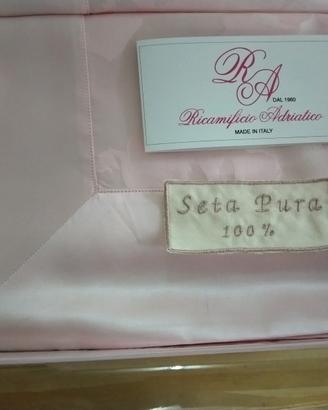 RA
DAL 1960
Ricamificio Adriatico
MADE IN ITALY
Seta Pura
100%